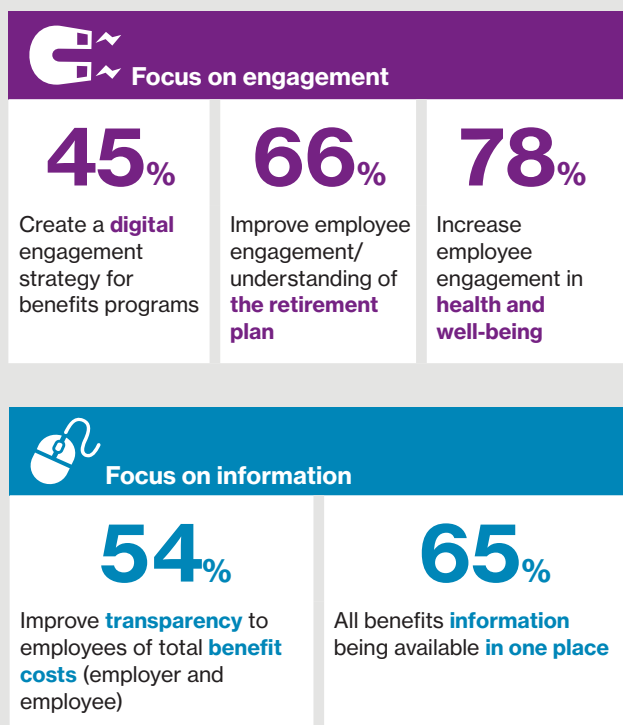 Focus on engagement
45%
Create a digital
engagement
strategy for
benefits programs
66%
Improve employee
engagement/
understanding of
the retirement
plan
78%
Increase
employee
engagement in
health and
well-being
Focus on information
54%
Improve transparency to
employees of total benefit
costs (employer and
employee)
65%
All benefits information
being available in one place